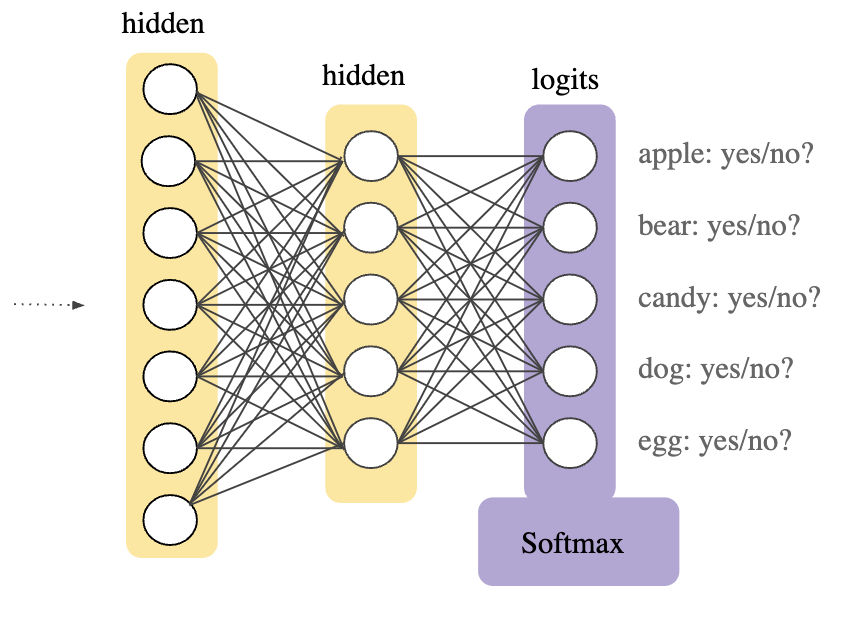 hidden
hidden
logits
apple: yes/no?
bear: yes/no?
candy: yes/no?
dog: yes/no?
egg: yes/no?
Softmax